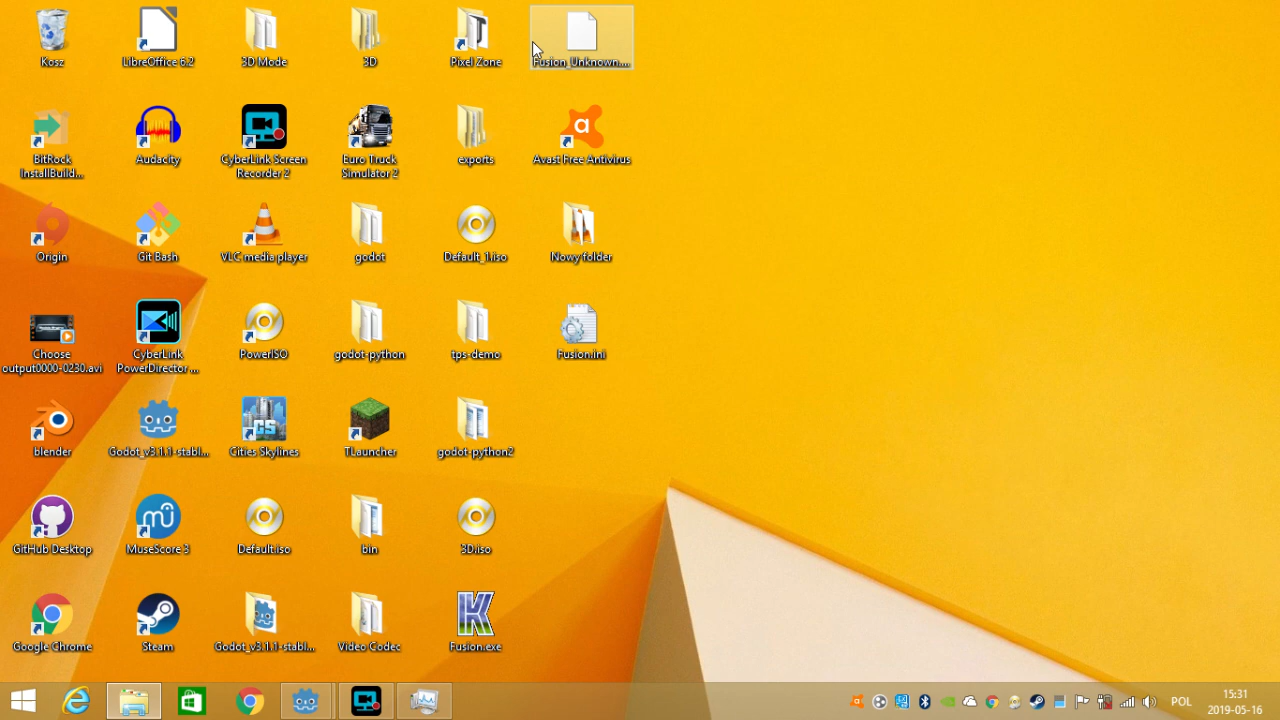 Kosz
LibreOffice 6.2
3D Mode
3D
Pixel Zone
Fusion_Unknown....
BitRock
InstallBuild...
Audacity
CyberLink Screen
Recorder 2
Euro Truck
Simulator 2
exports
Avast Free Antivirus
Origin
Git Bash
VLC media player
godot
Default_1.iso
Nowy folder
Choose
output0000-0230.avi
CyberLink
PowerDirector ...
PowerISO
godot-python
tps-demo
Fusion.ini
blender
Godot_v3.1.1-stabl...
CS
Cities Skylines
TLauncher
godot-python2
GitHub Desktop
MuseScore 3
Default.iso
bin
3D.iso
Google Chrome
Steam
Godot_v3.1.1-stabl...
Video Codec
K
Fusion.exe
POL
15:31
2019-05-16